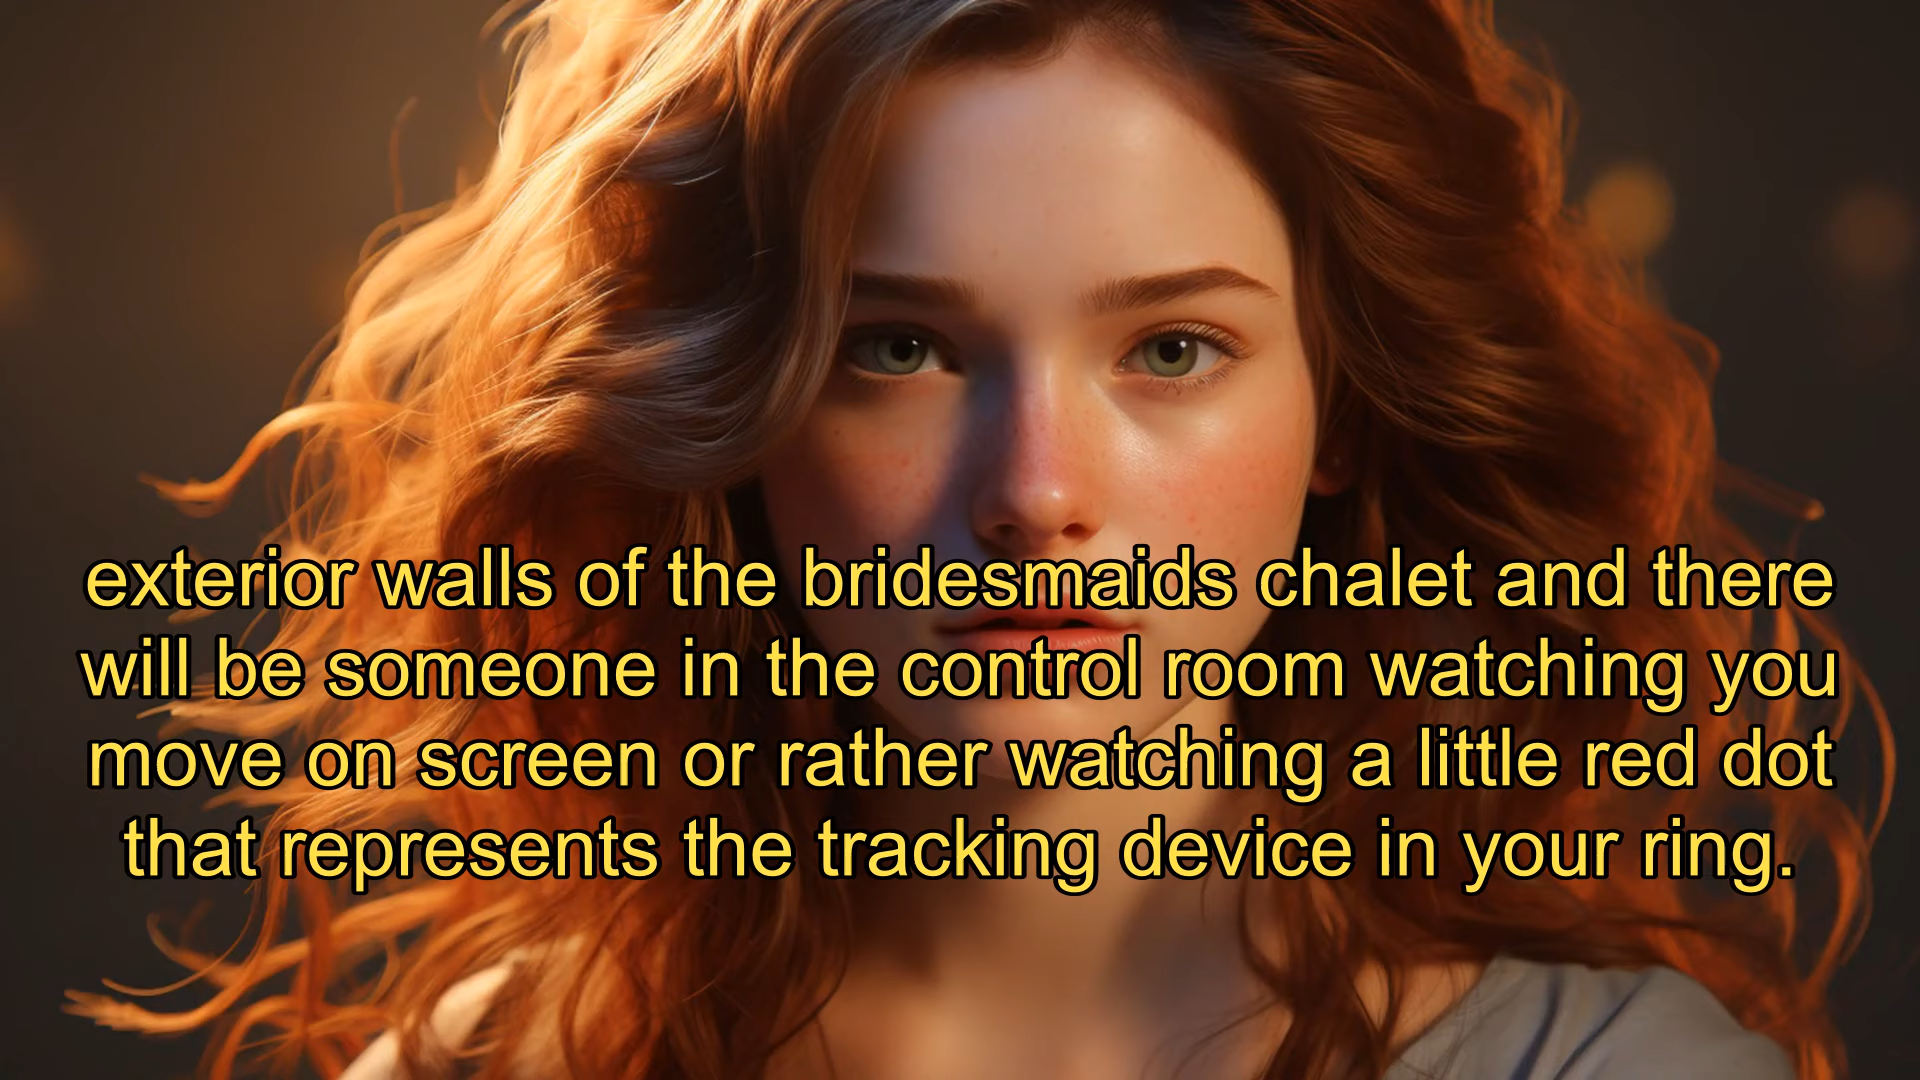 exterior walls of the bridesmaids chalet and there
will be someone in the control room watching you
move on screen or rather watching a little red dot
that represents the tracking device in your ring.